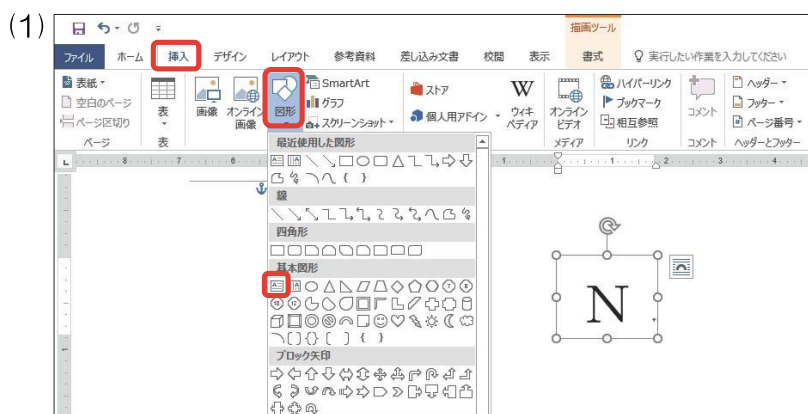 (1)
描画ツール
ファイル ホーム 挿入 デザイン レイアウト 参考資料 差し込み文書 校閲 表示 書式 実行したい作業を入力してください
表紙
空白のページ
ページ区切り
ページ
表
表
画像 オンライン画像 図形
SmartArt
グラフ
スクリーンショット
ストア
個人用アドイン
W
ウィキペディア
オンラインビデオ
メディア
ハイパーリンク
ブックマーク
相互参照
リンク
コメント
コメント
ヘッダー
フッター
ページ番号
ヘッダーとフッター
8 7 6 1 1 2 3 4
最近使用した図形
線
四角形
基本図形
ブロック矢印
N